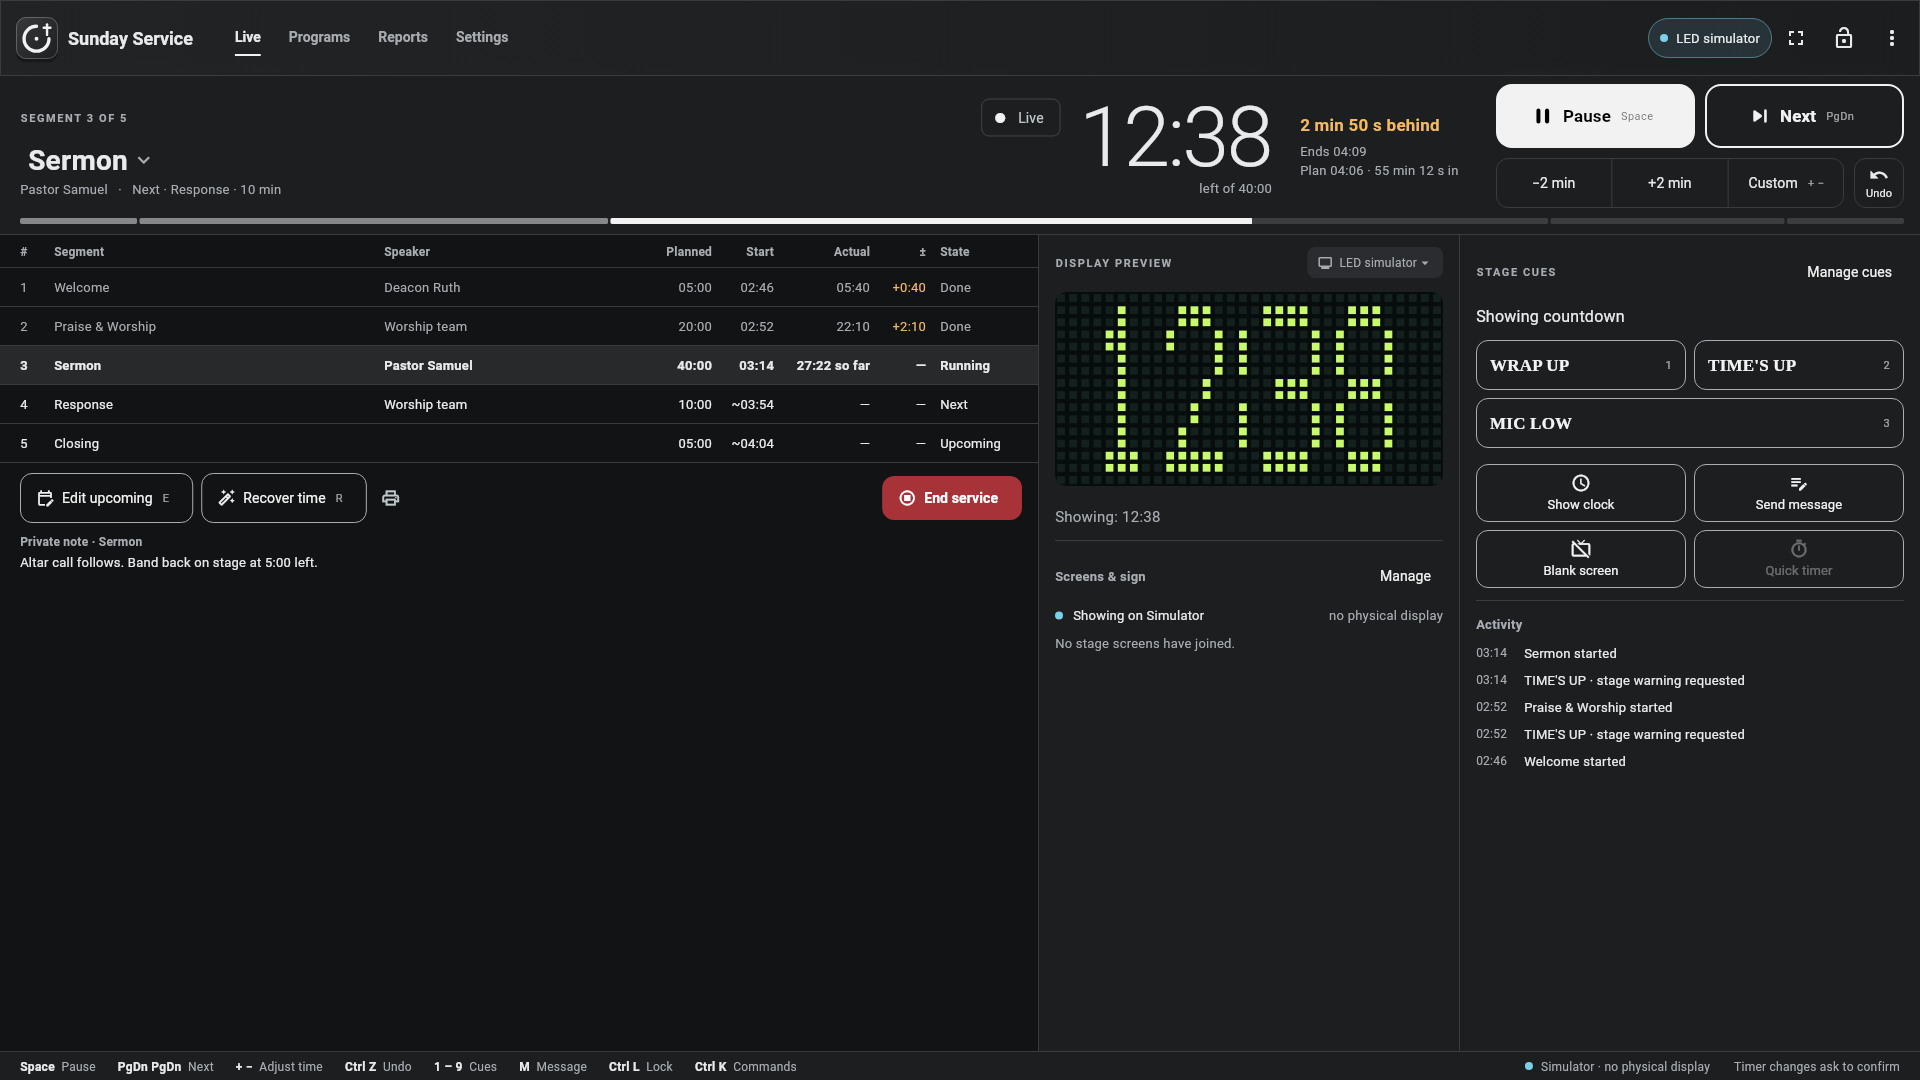 Sunday Service
Live Programs Reports Settings
LED simulator
SEGMENT 3 OF 5
Sermon
Pastor Samuel · Next · Response · 10 min
Live
12:38
left of 40:00
2 min 50 s behind
Ends 04:09
Plan 04:06 · 55 min 12 s in
Pause Space
Next PgDn
−2 min
+2 min
Custom + −
Undo
# Segment Speaker Planned Start Actual ± State
1 Welcome Deacon Ruth 05:00 02:46 05:40 +0:40 Done
2 Praise & Worship Worship team 20:00 02:52 22:10 +2:10 Done
3 Sermon Pastor Samuel 40:00 03:14 27:22 so far — Running
4 Response Worship team 10:00 ~03:54 — — Next
5 Closing 05:00 ~04:04 — — Upcoming
Edit upcoming E
Recover time R
End service
Private note · Sermon
Altar call follows. Band back on stage at 5:00 left.
DISPLAY PREVIEW
LED simulator
12:38
Showing: 12:38
Screens & sign
Manage
Showing on Simulator no physical display
No stage screens have joined.
STAGE CUES
Manage cues
Showing countdown
WRAP UP 1
TIME'S UP 2
MIC LOW 3
Show clock
Send message
Blank screen
Quick timer
Activity
03:14 Sermon started
03:14 TIME'S UP · stage warning requested
02:52 Praise & Worship started
02:52 TIME'S UP · stage warning requested
02:46 Welcome started
Space Pause PgDn PgDn Next + − Adjust time Ctrl Z Undo 1 – 9 Cues M Message Ctrl L Lock Ctrl K Commands
Simulator · no physical display Timer changes ask to confirm